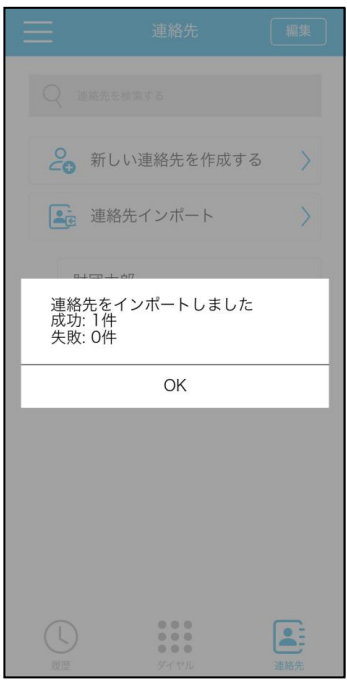 連絡先
編集
連絡先を検索する
新しい連絡先を作成する
連絡先インポート
連絡先をインポートしました
成功: 1件
失敗: 0件
OK
履歴
ダイヤル
連絡先